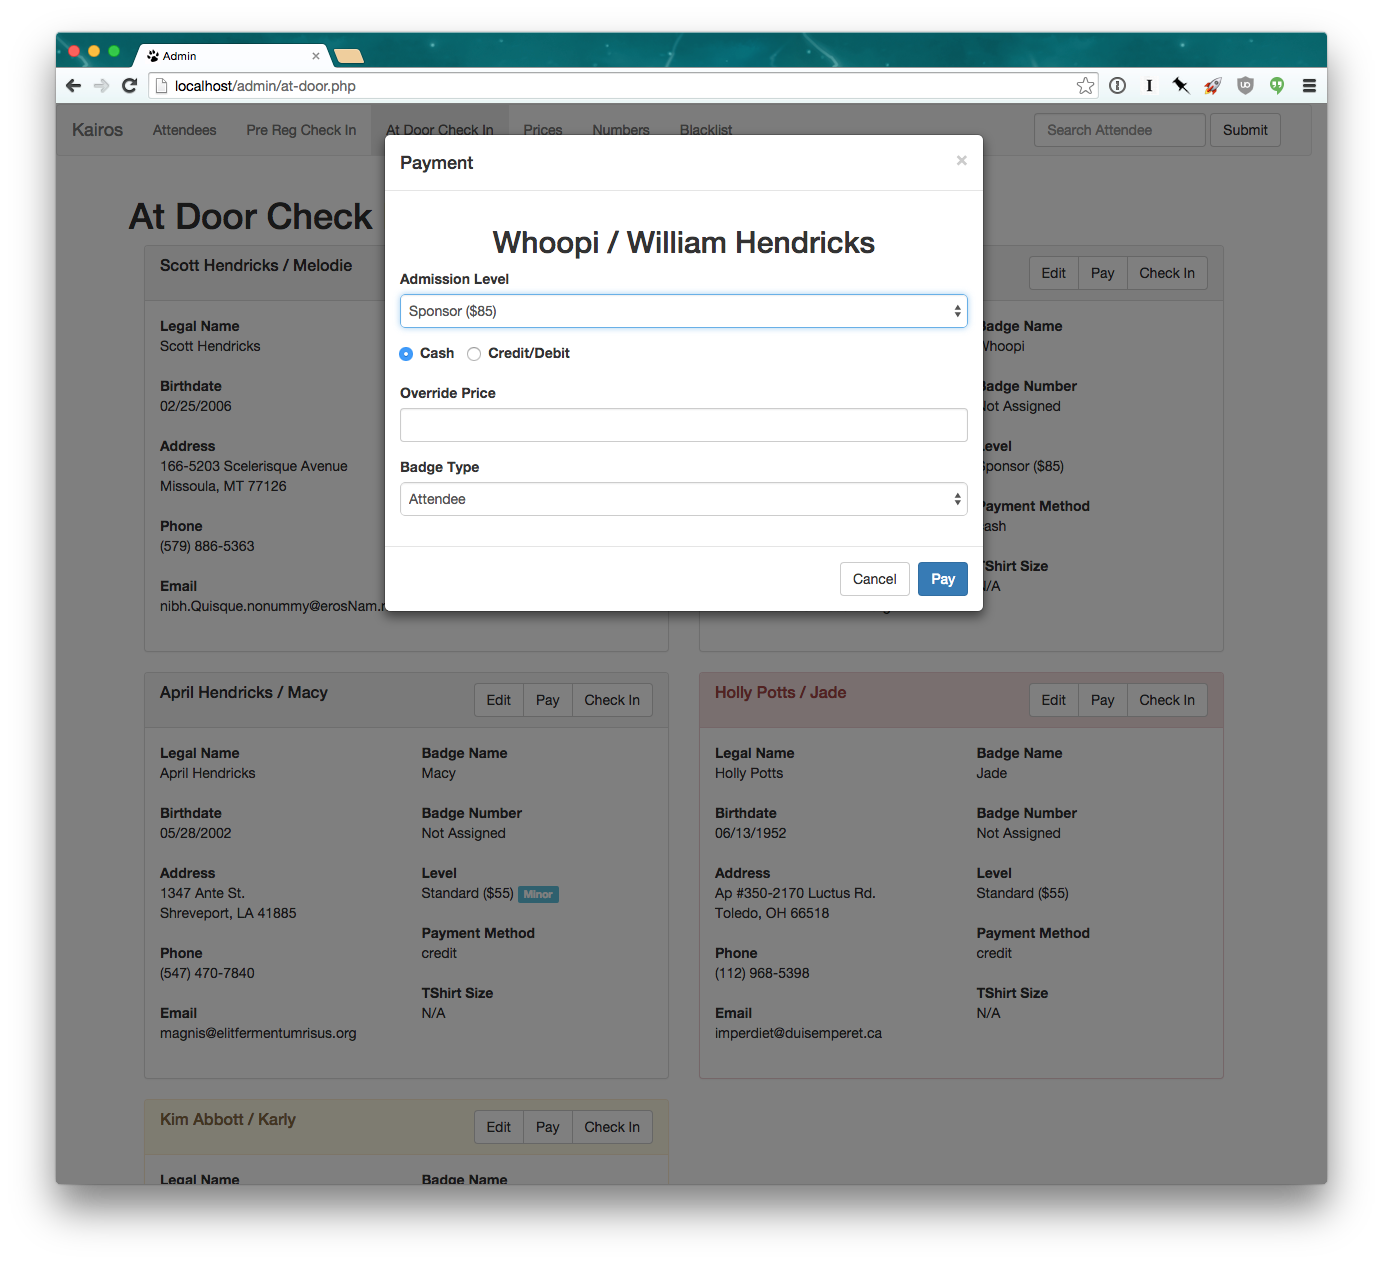 Admin
localhost/admin/at-door.php
Kairos Attendees Pre Reg Check In At Door Check In Prices Numbers Blacklist Search Attendee Submit
Payment ×
Whoopi / William Hendricks
Admission Level
Sponsor ($85)
Cash Credit/Debit
Override Price
Badge Type
Attendee
Cancel Pay
At Door Check
Scott Hendricks / Melodie
Legal Name
Scott Hendricks
Birthdate
02/25/2006
Address
166-5203 Scelerisque Avenue
Missoula, MT 77126
Phone
(579) 886-5363
Email
nibh.Quisque.nonummy@erosNam.
Edit Pay Check In
Badge Name
Whoopi
Badge Number
Not Assigned
Level
Sponsor ($85)
Payment Method
cash
TShirt Size
N/A
April Hendricks / Macy Edit Pay Check In
Legal Name
April Hendricks
Birthdate
05/28/2002
Address
1347 Ante St.
Shreveport, LA 41885
Phone
(547) 470-7840
Email
magnis@elitfermentumrisus.org
Badge Name
Macy
Badge Number
Not Assigned
Level
Standard ($55) Minor
Payment Method
credit
TShirt Size
N/A
Holly Potts / Jade Edit Pay Check In
Legal Name
Holly Potts
Birthdate
06/13/1952
Address
Ap #350-2170 Luctus Rd.
Toledo, OH 66518
Phone
(112) 968-5398
Email
imperdiet@duisemperet.ca
Badge Name
Jade
Badge Number
Not Assigned
Level
Standard ($55)
Payment Method
credit
TShirt Size
N/A
Kim Abbott / Karly Edit Pay Check In
Legal Name
Badge Name